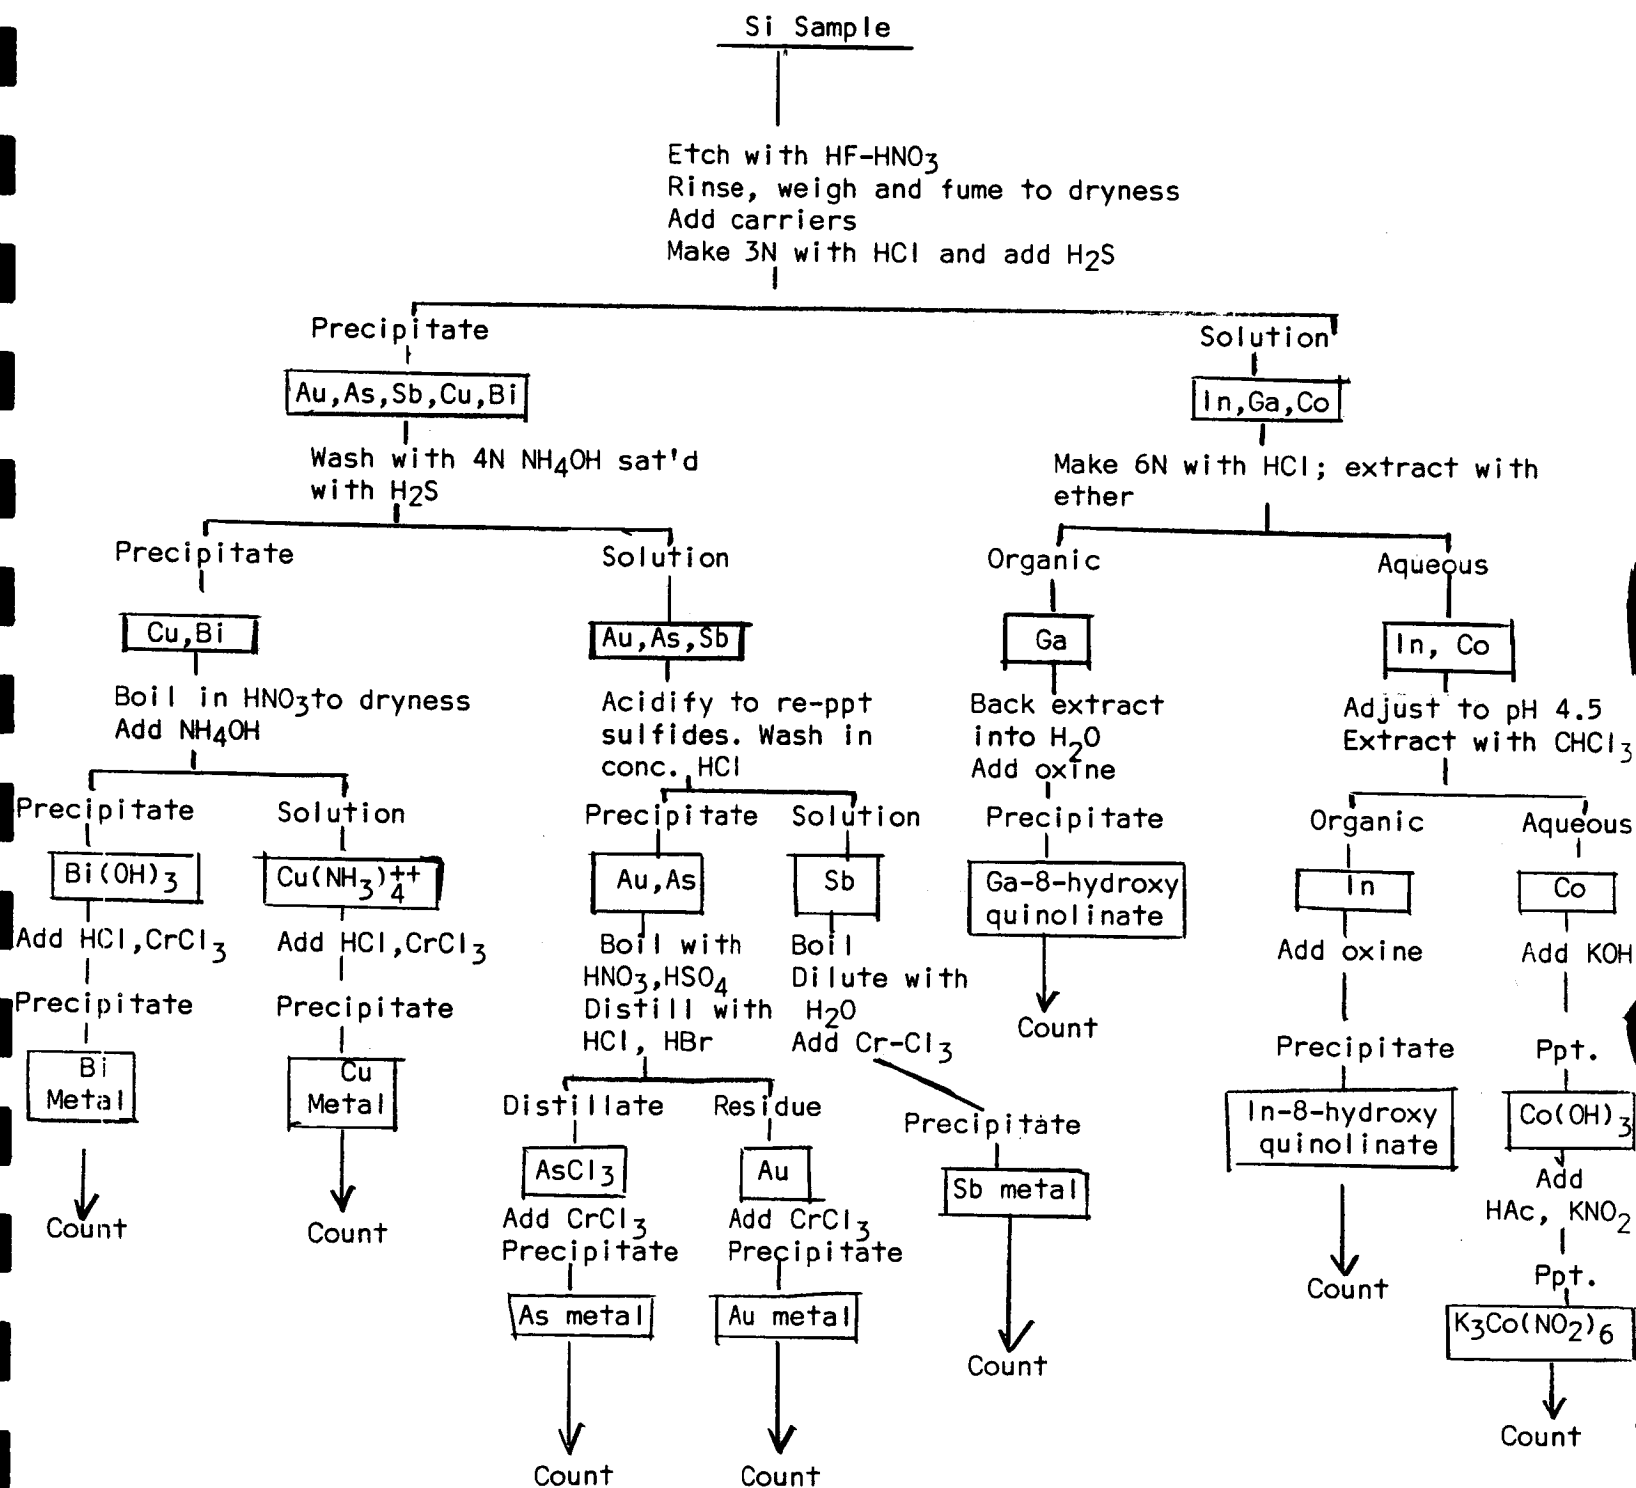 Si Sample
Etch with HF-HNO3
Rinse, weigh and fume to dryness
Add carriers
Make 3N with HCl and add H2S
Precipitate
Au,As,Sb,Cu,Bi
Wash with 4N NH4OH sat'd
with H2S
Precipitate
Cu,Bi
Boil in HNO3to dryness
Add NH4OH
Precipitate
Bi(OH)3
Add HCl,CrCl3
Precipitate
Bi
Metal
Count
Solution
Cu(NH3)4++
Add HCl,CrCl3
Precipitate
Cu
Metal
Count
Solution
Au,As,Sb
Acidify to re-ppt
sulfides. Wash in
conc. HCl
Precipitate
Au,As
Boil with
HNO3,HSO4
Distill with
HCl, HBr
Distillate
AsCl3
Add CrCl3
Precipitate
As metal
Count
Residue
Au
Add CrCl3
Precipitate
Au metal
Count
Solution
Sb
Boil
Dilute with
H2O
Add Cr-Cl3
Precipitate
Sb metal
Count
Solution
In,Ga,Co
Make 6N with HCl; extract with
ether
Organic
Ga
Back extract
into H2O
Add oxine
Precipitate
Ga-8-hydroxy
quinolinate
Count
Aqueous
In, Co
Adjust to pH 4.5
Extract with CHCl3
Organic
In
Add oxine
Precipitate
In-8-hydroxy
quinolinate
Count
Aqueous
Co
Add KOH
Ppt.
Co(OH)3
Add
HAc, KNO2
Ppt.
K3Co(NO2)6
Count